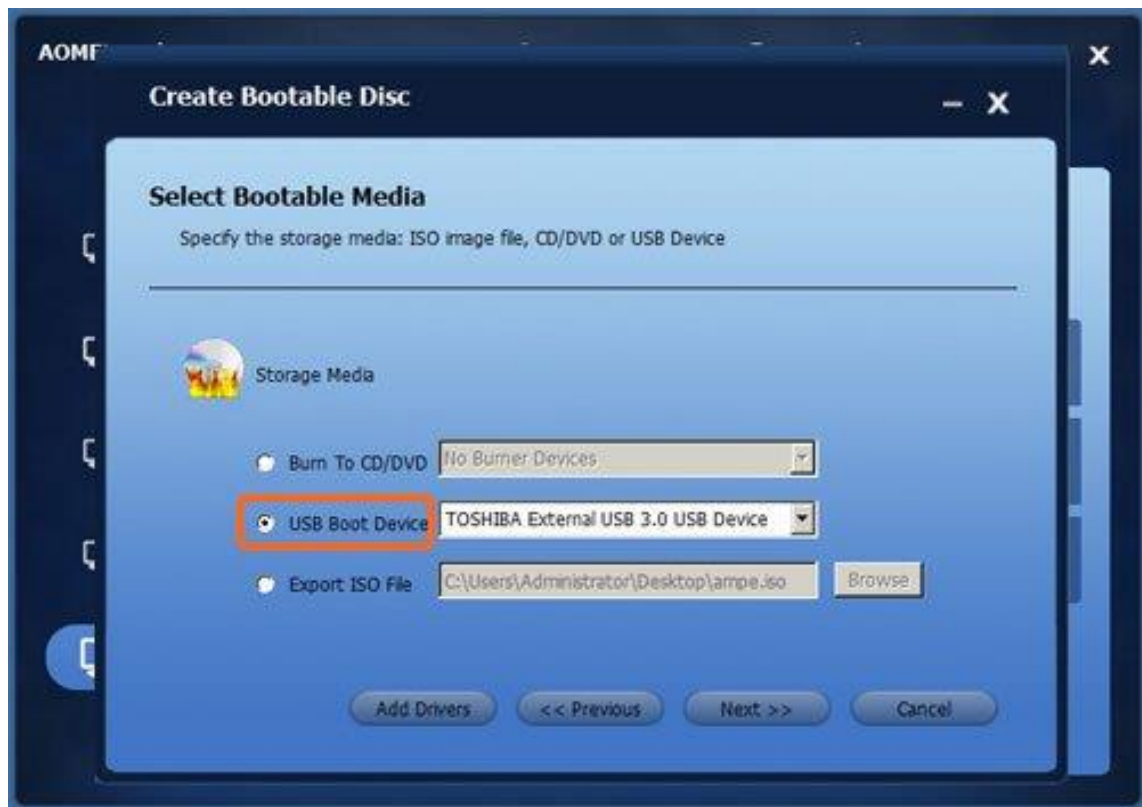 Create Bootable Disc
Select Bootable Media
Specify the storage media: ISO image file, CD/DVD or USB Device
Storage Media
Burn To CD/DVD No Burner Devices
USB Boot Device TOSHIBA External USB 3.0 USB Device
Export ISO File C:\Users\Administrator\Desktop\ampe.iso Browse
Add Drivers << Previous Next >> Cancel